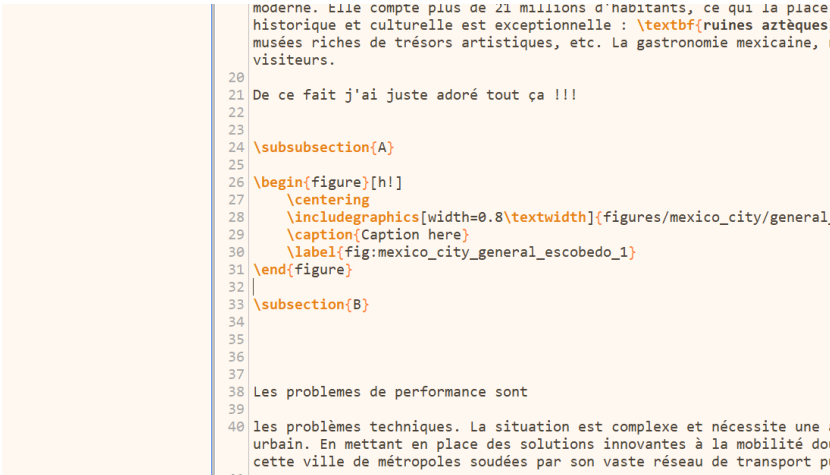 moderne. Elle compte plus de 21 millions d'habitants, ce qui la place
historique et culturelle est exceptionnelle : \textbf{ruines aztèques
musées riches de trésors artistiques, etc. La gastronomie mexicaine,
visiteurs.
20
21 De ce fait j'ai juste adoré tout ça !!!
22
23
24 \subsubsection{A}
25
26 \begin{figure}[h!]
27 \centering
28 \includegraphics[width=0.8\textwidth]{figures/mexico_city/general_
29 \caption{Caption here}
30 \label{fig:mexico_city_general_escobedo_1}
31 \end{figure}
32
33 \subsection{B}
34
35
36
37
38 Les problemes de performance sont
39
40 les problèmes techniques. La situation est complexe et nécessite une
urbain. En mettant en place des solutions innovantes à la mobilité
cette ville de métropoles soudées par son vaste réseau de transport